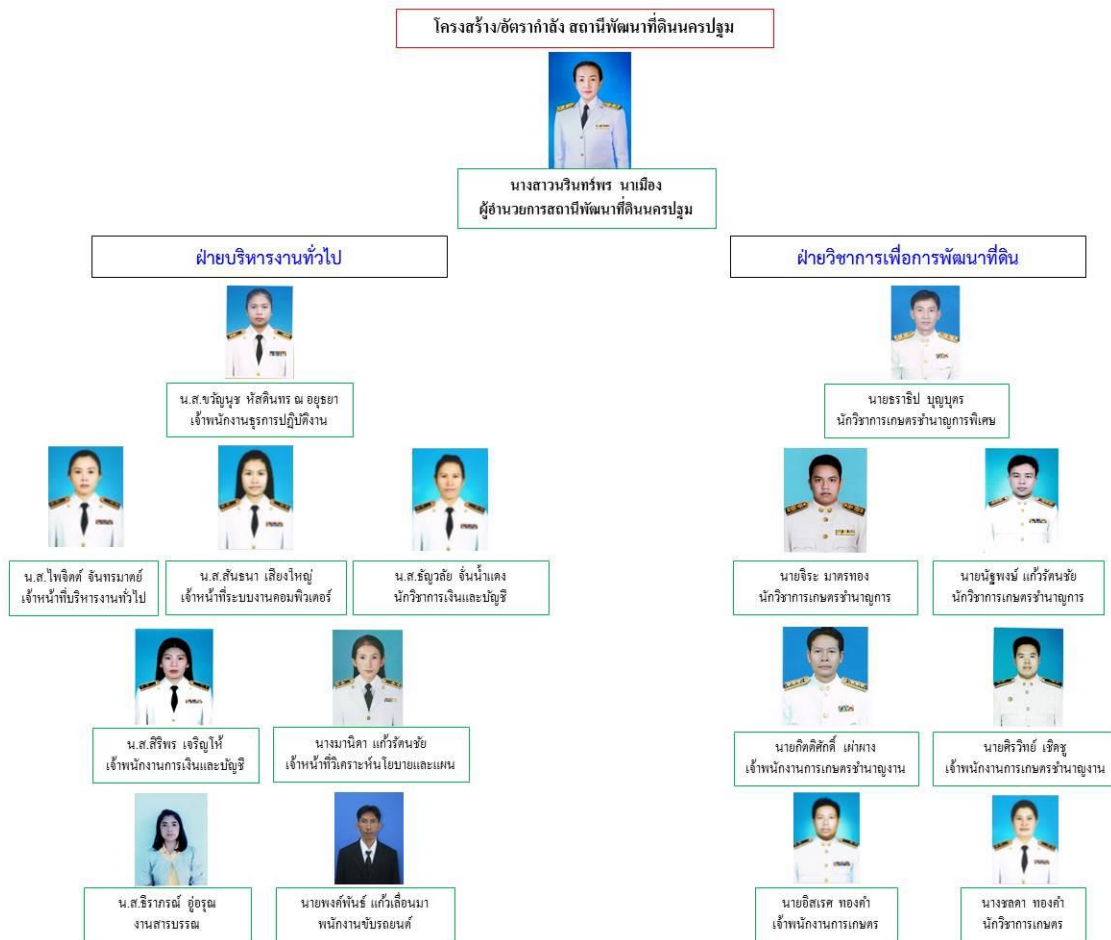 โครงสร้าง/อัตรากำลัง สถานีพัฒนาที่ดินนครปฐม
นางสาวนรินทร์พร นาเมือง
ผู้อำนวยการสถานีพัฒนาที่ดินนครปฐม
ฝ่ายบริหารงานทั่วไป
น.ส.ขวัญนุช หัสดินทร ณ อยุธยา
เจ้าพนักงานธุรการปฏิบัติงาน
น.ส.ไพจิตต์ จันทรมาตย์
เจ้าหน้าที่บริหารงานทั่วไป
น.ส.สันธนา เสียงใหญ่
เจ้าหน้าที่ระบบงานคอมพิวเตอร์
น.ส.ธัญวลัย จั่นน้ำแดง
นักวิชาการเงินและบัญชี
น.ส.สิริพร เจริญโห้
เจ้าพนักงานการเงินและบัญชี
นางมานิดา แก้วรัตนชัย
เจ้าหน้าที่วิเคราะห์นโยบายและแผน
น.ส.ธิราภรณ์ อู่อรุณ
งานสารบรรณ
นายพงค์พันธ์ แก้วเลื่อนมา
พนักงานขับรถยนต์
ฝ่ายวิชาการเพื่อการพัฒนาที่ดิน
นายธราธิป บุญบุตร
นักวิชาการเกษตรชำนาญการพิเศษ
นายจิระ มาตรทอง
นักวิชาการเกษตรชำนาญการ
นายนัฐพงษ์ แก้วรัตนชัย
นักวิชาการเกษตรชำนาญการ
นายกิตติศักดิ์ เผ่าผาง
เจ้าพนักงานการเกษตรชำนาญงาน
นายศิรวิทย์ เชิดชู
เจ้าพนักงานการเกษตรชำนาญงาน
นายอิสเรศ ทองคำ
เจ้าพนักงานการเกษตร
นางชลดา ทองคำ
นักวิชาการเกษตร